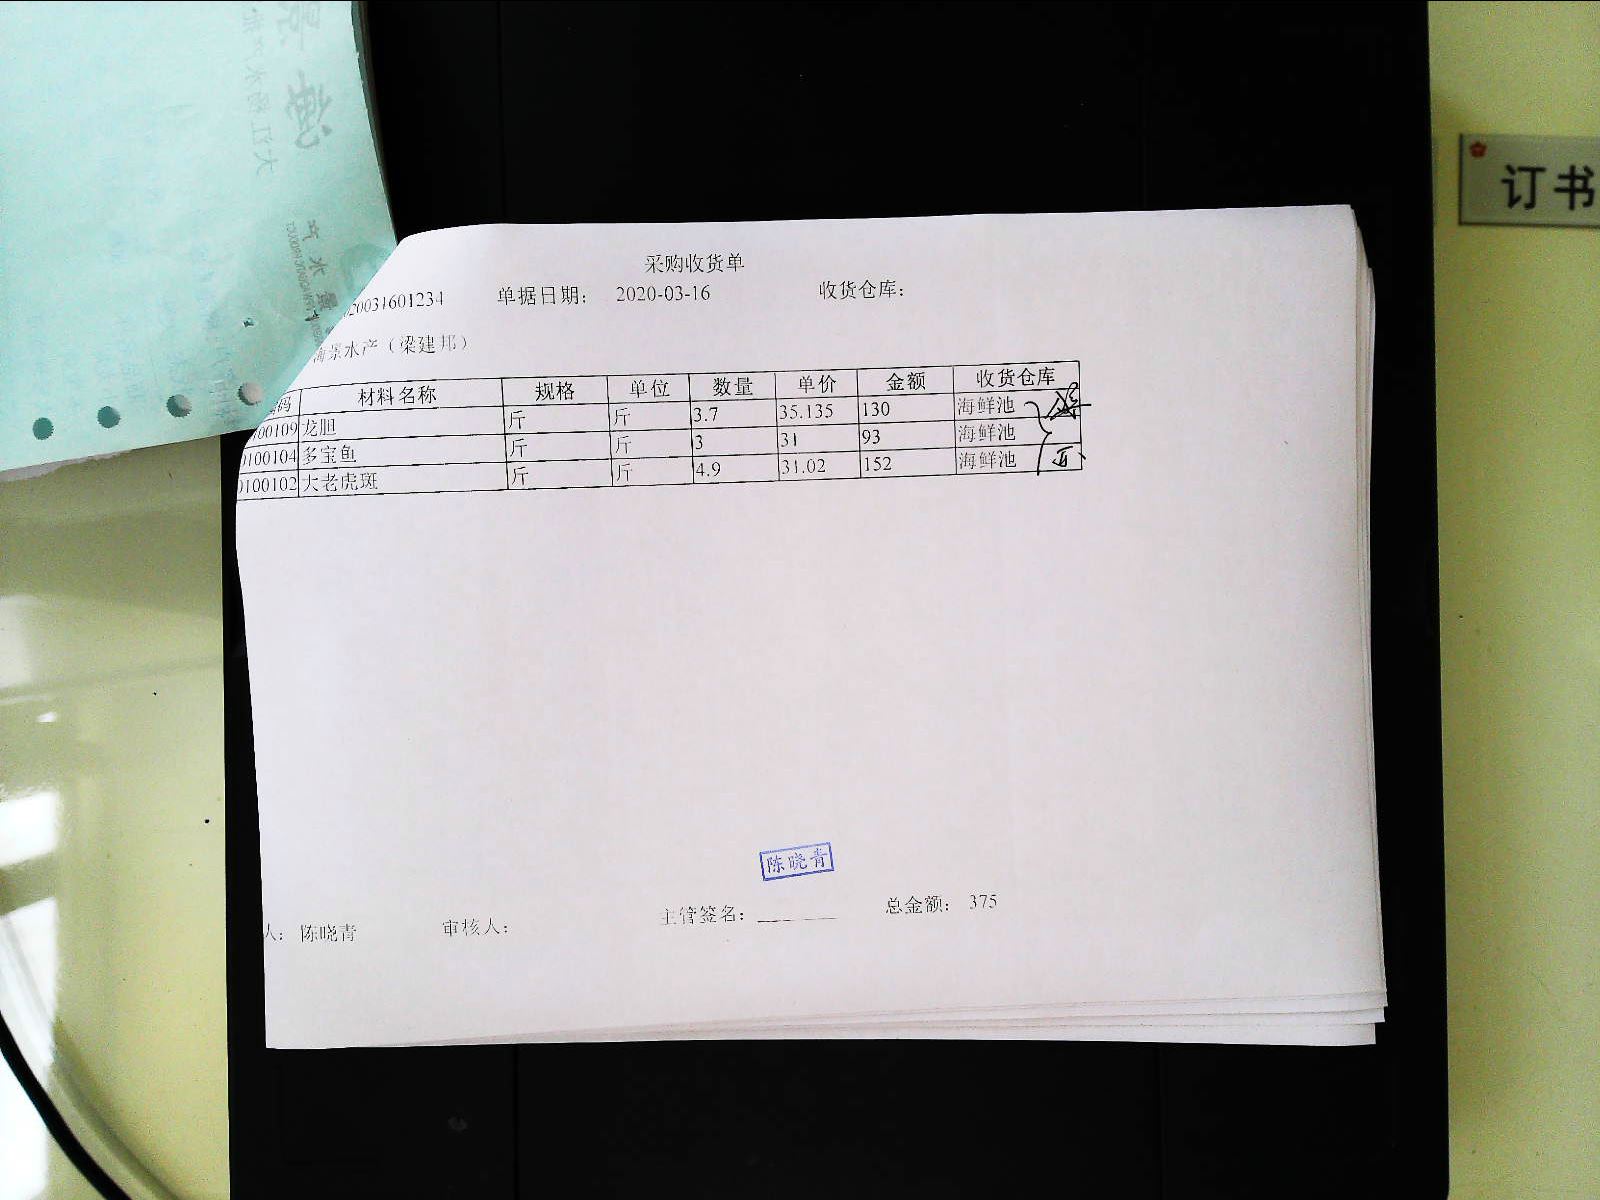 采购收货单
20031601234 单据日期： 2020-03-16 收货仓库：
景水产（梁建邦）
码 材料名称 规格 单位 数量 单价 金额 收货仓库
100109 龙胆 斤 斤 3.7 35.135 130 海鲜池
0100104 多宝鱼 斤 斤 3 31 93 海鲜池
0100102 大老虎斑 斤 斤 4.9 31.02 152 海鲜池
陈晓青
人： 陈晓青 审核人： 主管签名： 总金额： 375
订书